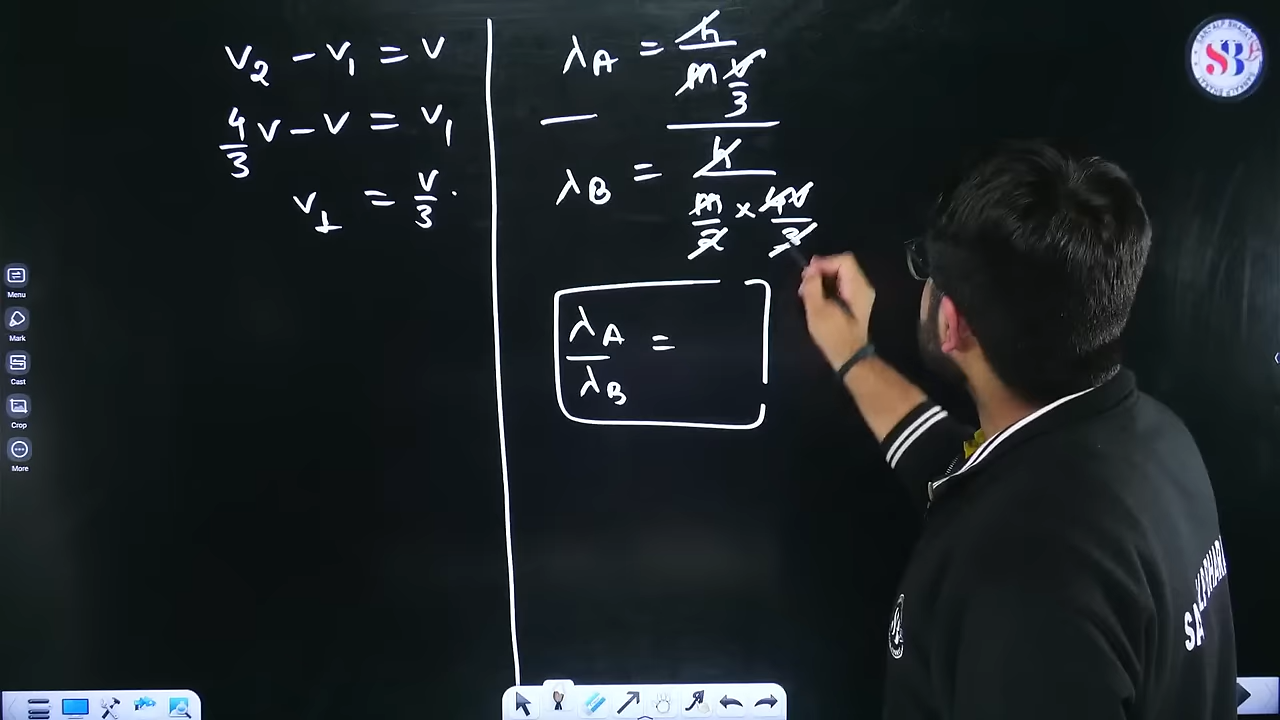 v₂ - v₁ = v
4/3 v - v = v₁
v₁ = v/3
λA = h / (m v/3)
λB = h / (m/2 × 4v/3)
λA/λB =
Menu
Mark
Cast
Crop
More
SB